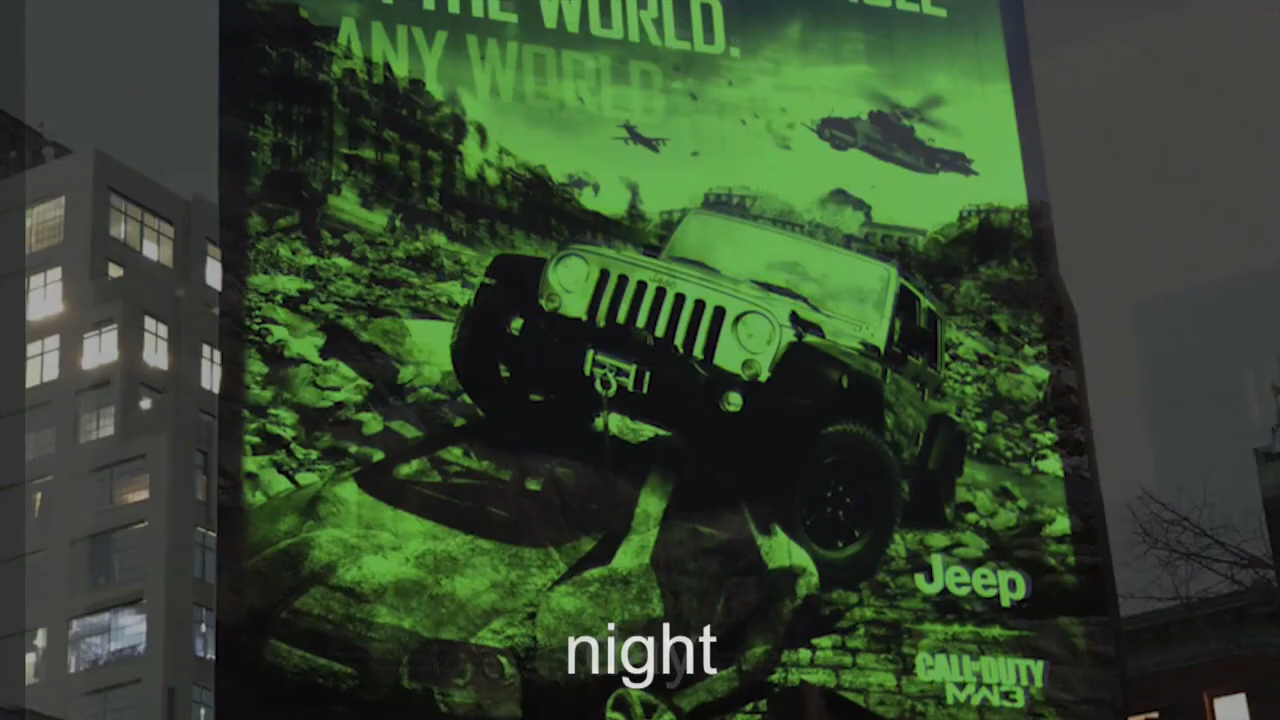 THE WORLD.
ANY WORLD
Jeep
CALL OF DUTY
MW3
night